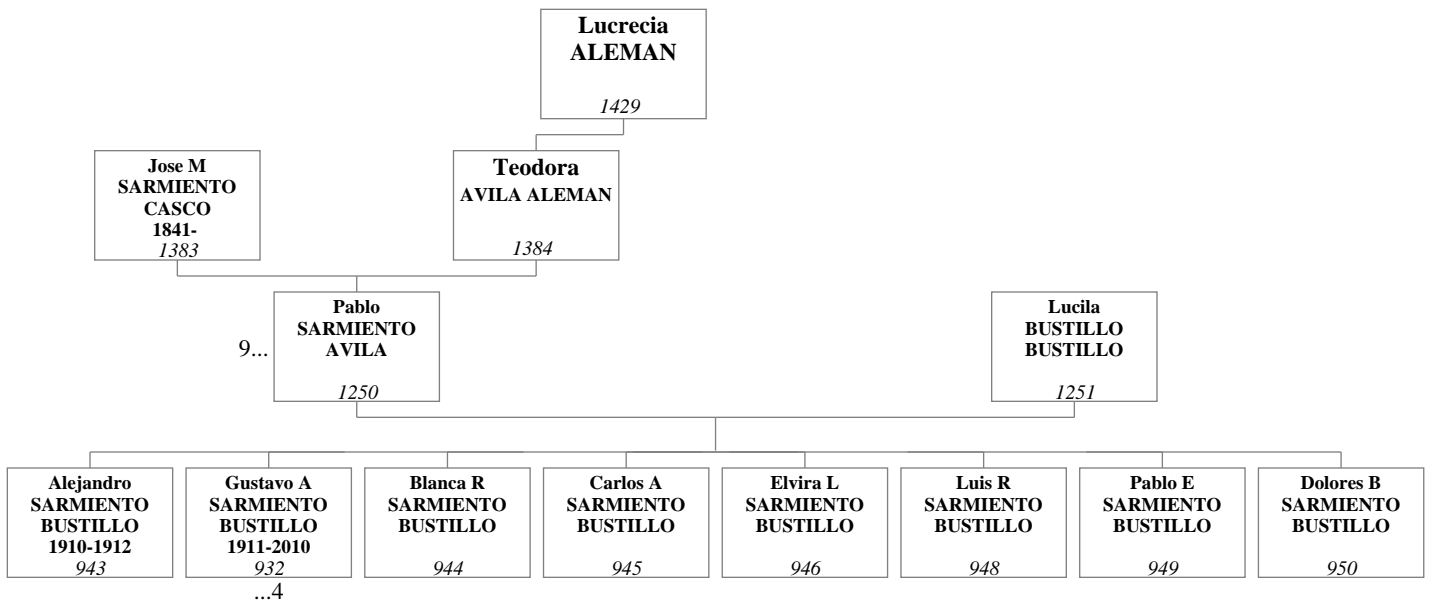 Lucrecia
ALEMAN
1429
Jose M
SARMIENTO
CASCO
1841-
1383
Teodora
AVILA ALEMAN
1384
9...
Pablo
SARMIENTO
AVILA
1250
Lucila
BUSTILLO
BUSTILLO
1251
Alejandro
SARMIENTO
BUSTILLO
1910-1912
943
Gustavo A
SARMIENTO
BUSTILLO
1911-2010
932
...4
Blanca R
SARMIENTO
BUSTILLO
944
Carlos A
SARMIENTO
BUSTILLO
945
Elvira L
SARMIENTO
BUSTILLO
946
Luis R
SARMIENTO
BUSTILLO
948
Pablo E
SARMIENTO
BUSTILLO
949
Dolores B
SARMIENTO
BUSTILLO
950